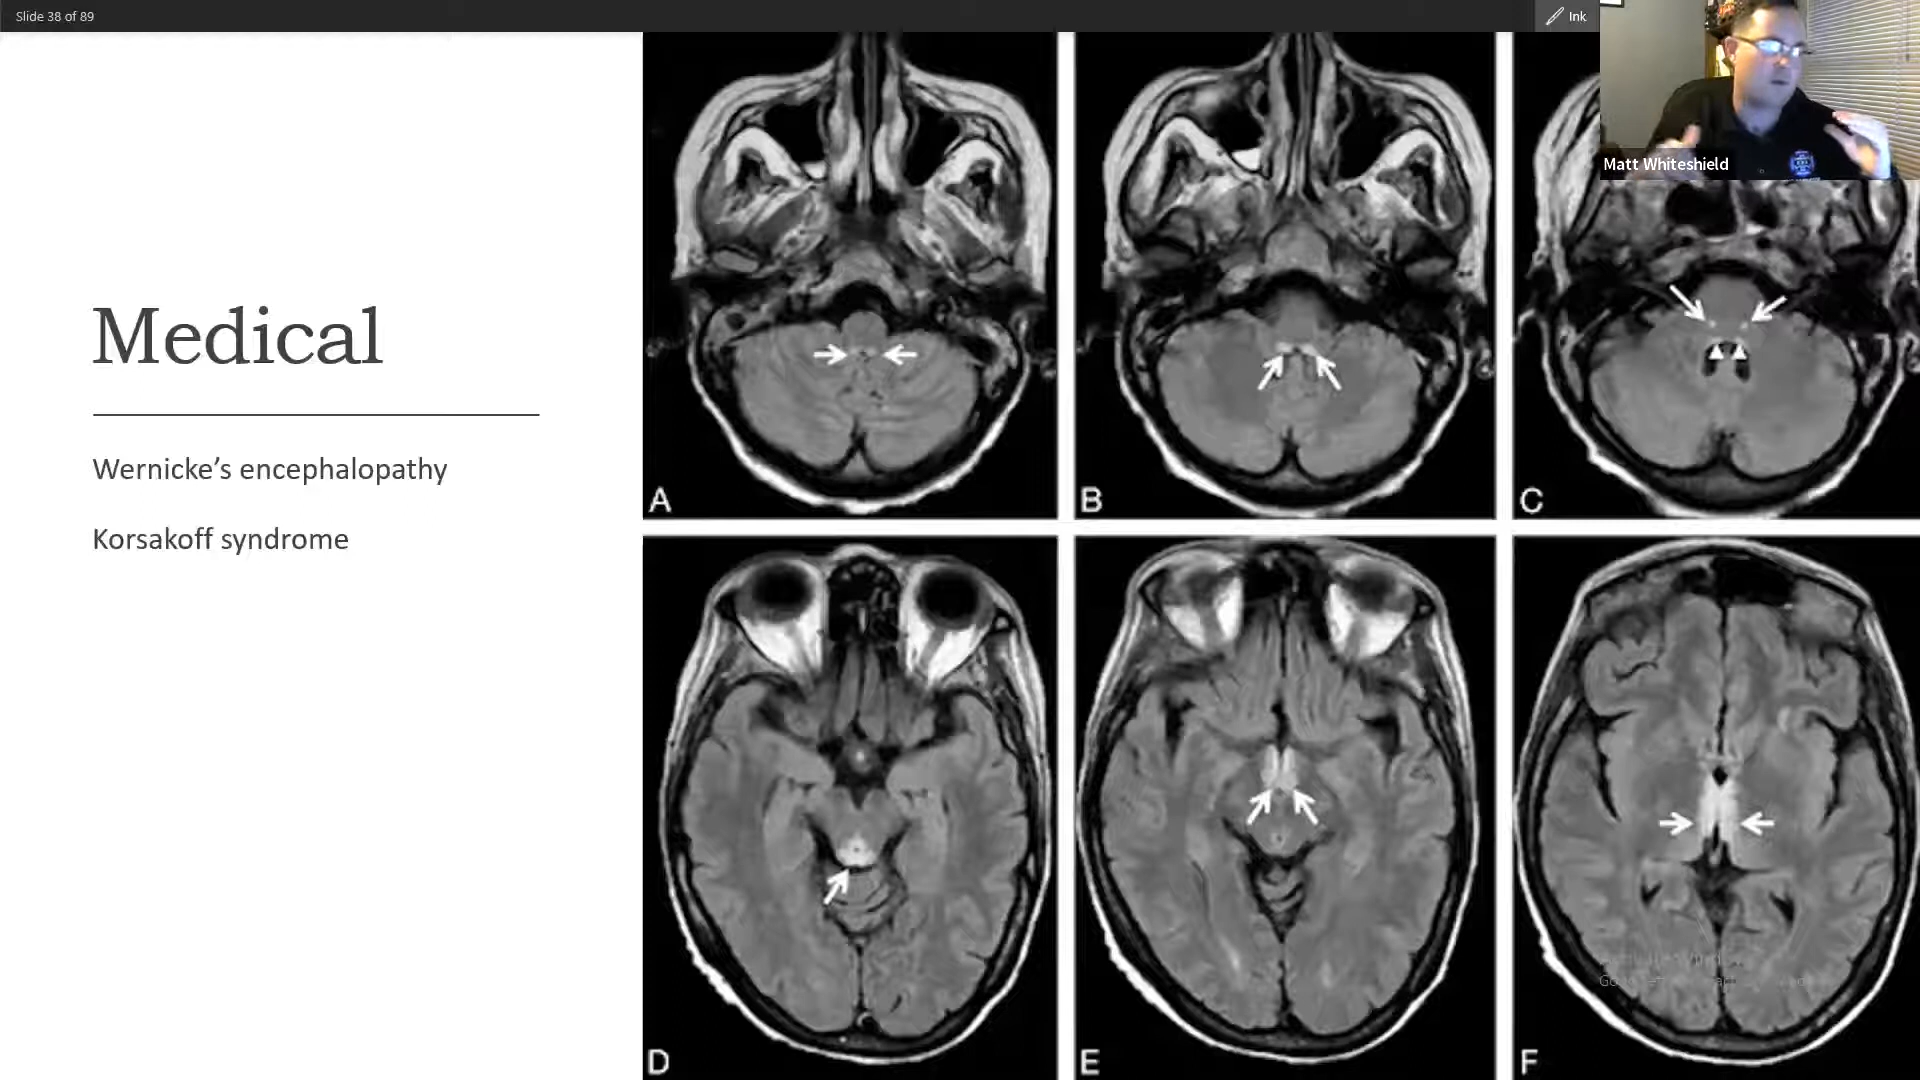 Slide 38 of 89
Ink
Matt Whiteshield
Medical
Wernicke’s encephalopathy
Korsakoff syndrome
A
B
C
D
E
F